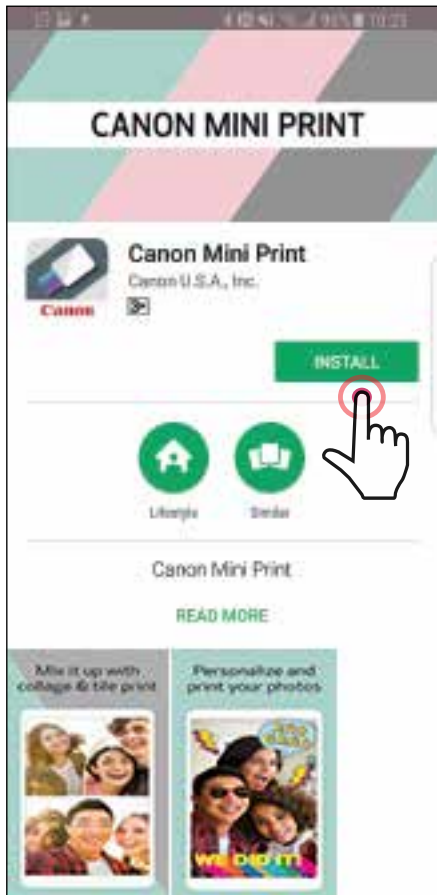 CANON MINI PRINT
Canon Mini Print
Canon U.S.A., Inc.
Canon
3+
INSTALL
Lifestyle
Similar
Canon Mini Print
READ MORE
Mix it up with
collage & tile print
Personalize and
print your photos
WE DID IT!